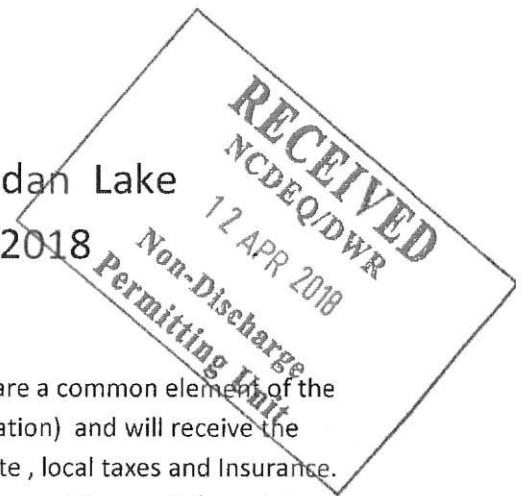 dan Lake
2018
RECEIVED
NCDEQ/DWR
12 APR 2018
Non-Discharge
Permitting Unit
are a common element of the
ation) and will receive the
te , local taxes and Insurance.